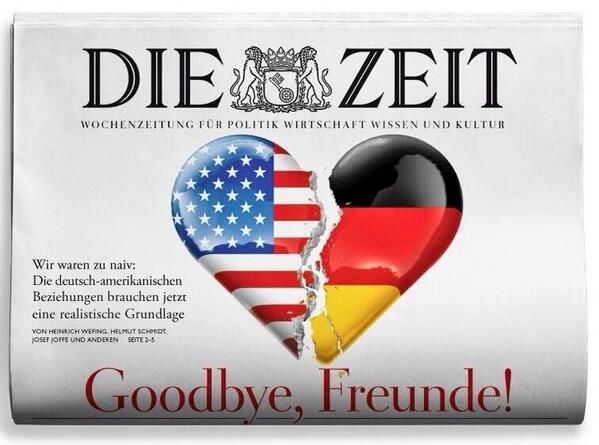 DIE ZEIT
WOCHENZEITUNG FÜR POLITIK WIRTSCHAFT WISSEN UND KULTUR
Wir waren zu naiv:
Die deutsch-amerikanischen
Beziehungen brauchen jetzt
eine realistische Grundlage
VON HEINRICH WEFING, HELMUT SCHMIDT,
JOSEF JOFFE UND ANDEREN SEITE 2–5
Goodbye, Freunde!